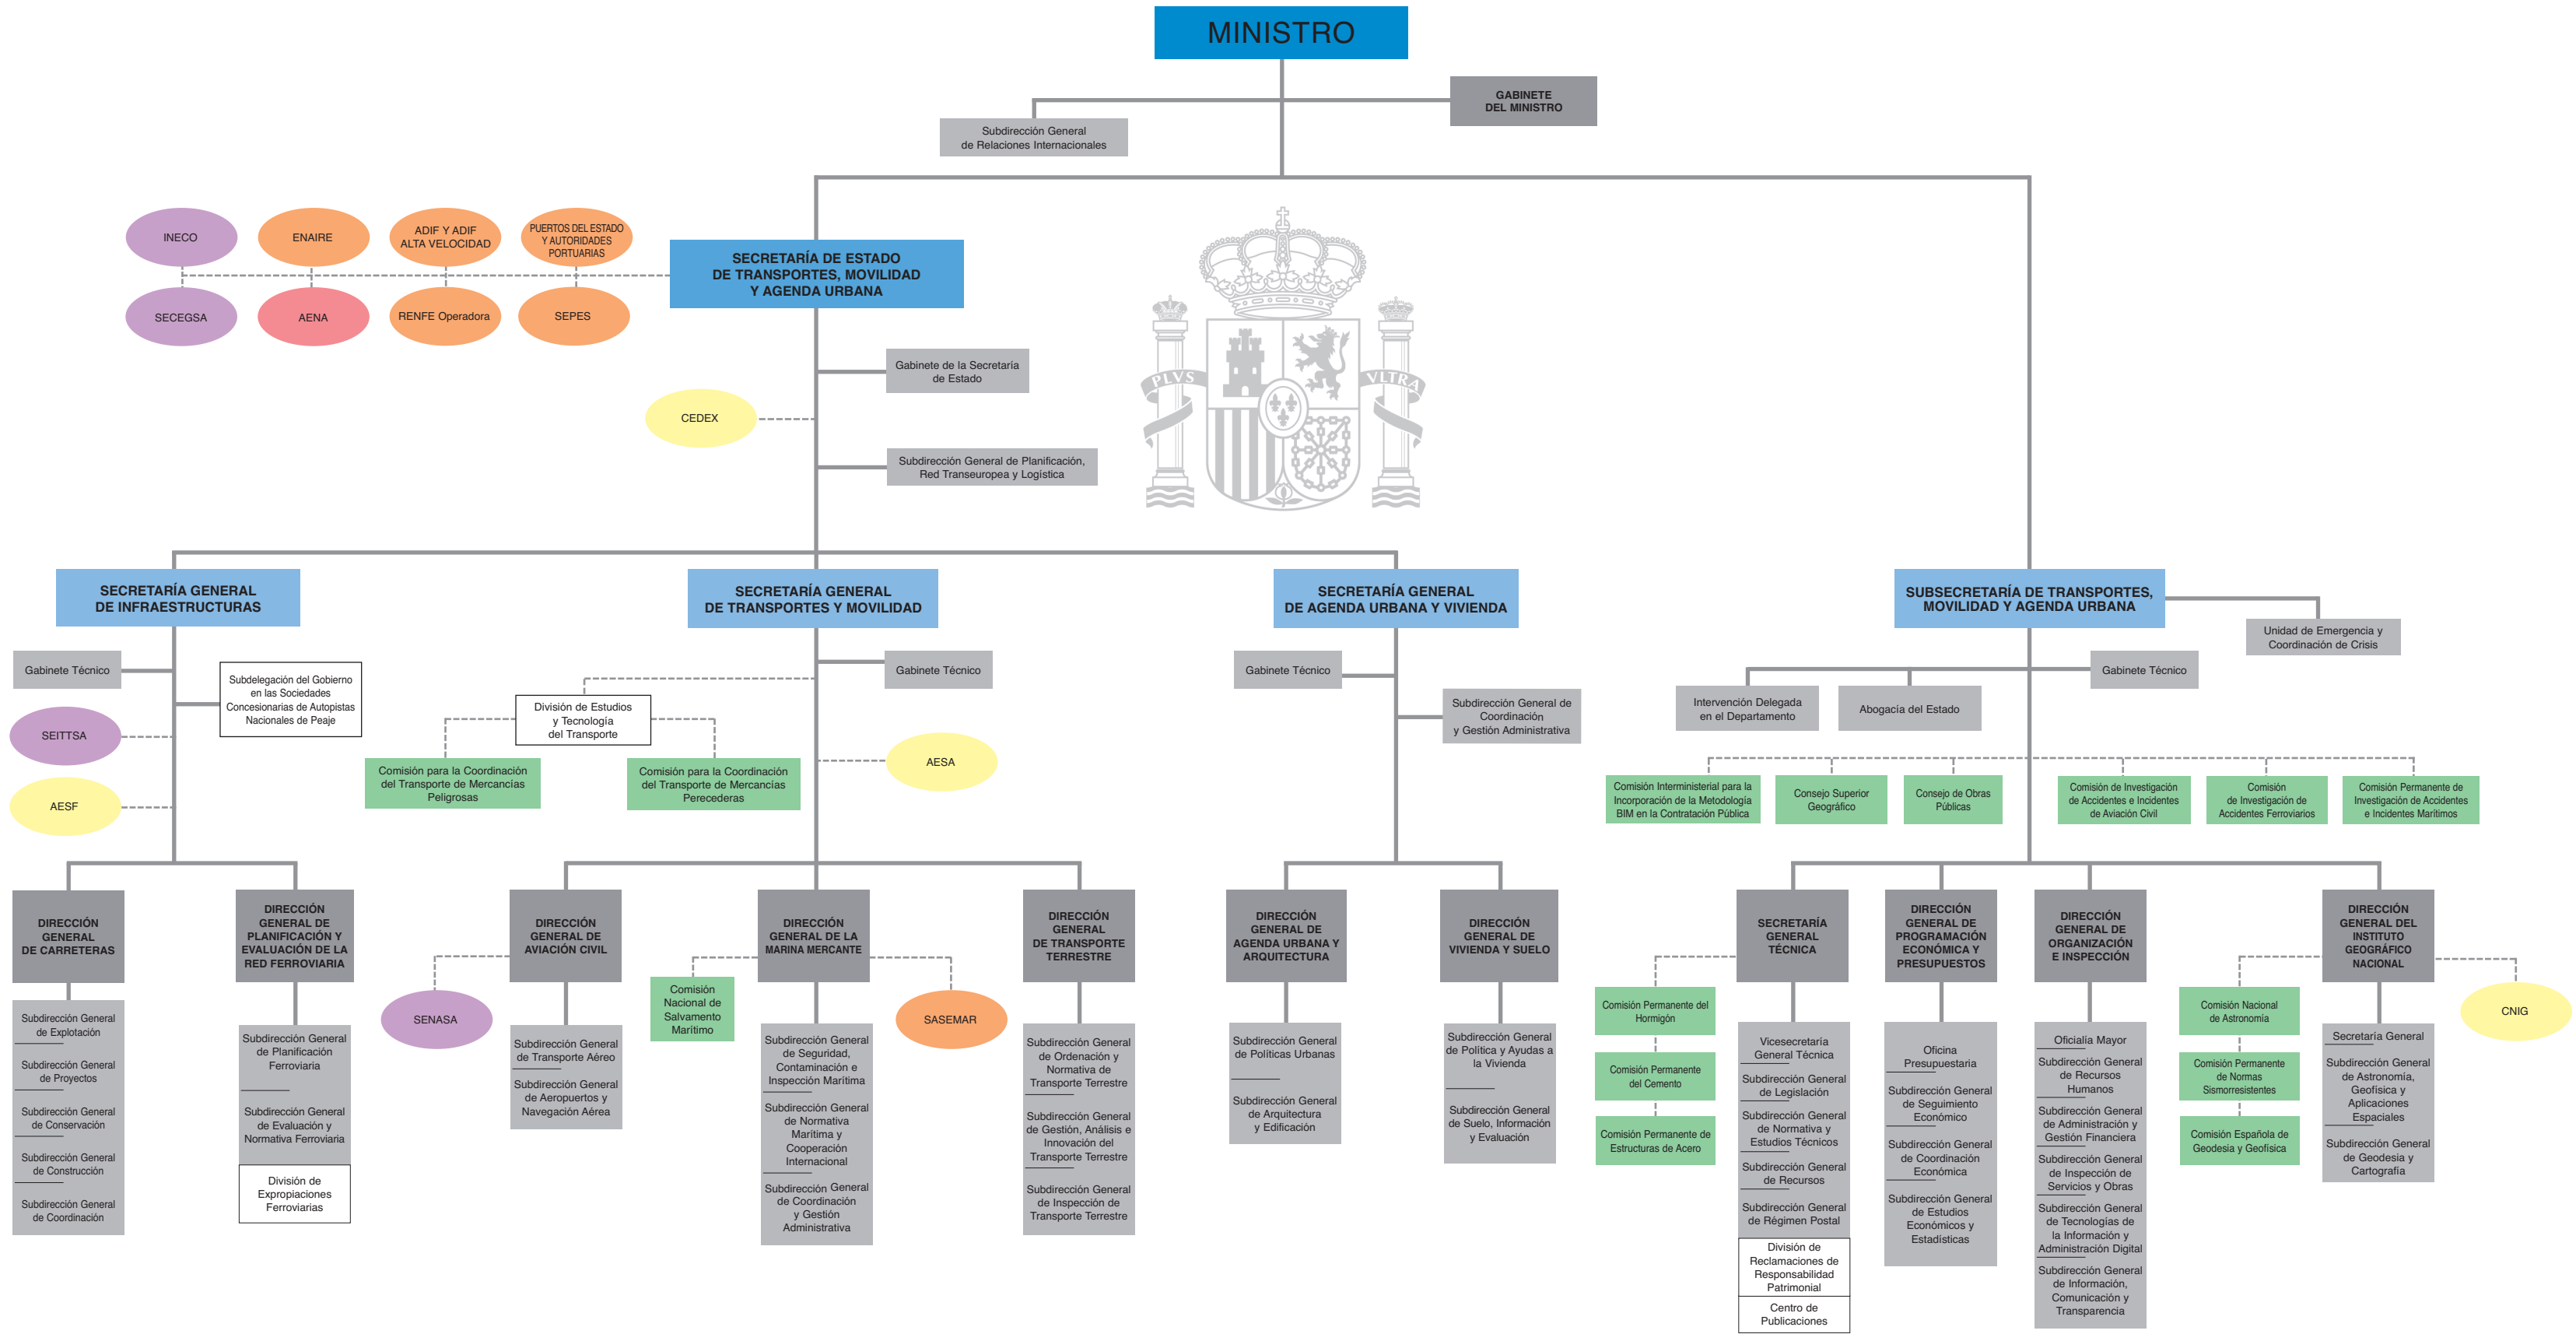 MINISTRO
GABINETE
DEL MINISTRO
Subdirección General
de Relaciones Internacionales
INECO
ENAIRE
ADIF Y ADIF
ALTA VELOCIDAD
PUERTOS DEL ESTADO
Y AUTORIDADES
PORTUARIAS
SECRETARÍA DE ESTADO
DE TRANSPORTES, MOVILIDAD
Y AGENDA URBANA
SECEGSA
AENA
RENFE Operadora
SEPES
PLVS
VLTRA
Gabinete de la Secretaría
de Estado
CEDEX
Subdirección General de Planificación,
Red Transeuropea y Logística
SECRETARÍA GENERAL
DE INFRAESTRUCTURAS
SECRETARÍA GENERAL
DE TRANSPORTES Y MOVILIDAD
SECRETARÍA GENERAL
DE AGENDA URBANA Y VIVIENDA
SUBSECRETARÍA DE TRANSPORTES,
MOVILIDAD Y AGENDA URBANA
Unidad de Emergencia y
Coordinación de Crisis
Gabinete Técnico
Subdelegación del Gobierno
en las Sociedades
Concesionarias de Autopistas
Nacionales de Peaje
SEITTSA
AESF
Gabinete Técnico
División de Estudios
y Tecnología
del Transporte
Comisión para la Coordinación
del Transporte de Mercancías
Peligrosas
Comisión para la Coordinación
del Transporte de Mercancías
Perecederas
AESA
Gabinete Técnico
Subdirección General de
Coordinación
y Gestión Administrativa
Gabinete Técnico
Intervención Delegada
en el Departamento
Abogacía del Estado
Comisión Interministerial para la
Incorporación de la Metodología
BIM en la Contratación Pública
Consejo Superior
Geográfico
Consejo de Obras
Públicas
Comisión de Investigación
de Accidentes e Incidentes
de Aviación Civil
Comisión
de Investigación de
Accidentes Ferroviarios
Comisión Permanente de
Investigación de Accidentes
e Incidentes Marítimos
DIRECCIÓN
GENERAL
DE CARRETERAS
Subdirección General
de Explotación
Subdirección General
de Proyectos
Subdirección General
de Conservación
Subdirección General
de Construcción
Subdirección General
de Coordinación
DIRECCIÓN
GENERAL DE
PLANIFICACIÓN Y
EVALUACIÓN DE LA
RED FERROVIARIA
Subdirección General
de Planificación
Ferroviaria
Subdirección General
de Evaluación y
Normativa Ferroviaria
División de
Expropiaciones
Ferroviarias
DIRECCIÓN
GENERAL DE
AVIACIÓN CIVIL
SENASA
Subdirección General
de Transporte Aéreo
Subdirección General
de Aeropuertos y
Navegación Aérea
DIRECCIÓN
GENERAL DE LA
MARINA MERCANTE
Comisión
Nacional de
Salvamento
Marítimo
SASEMAR
Subdirección General
de Seguridad,
Contaminación e
Inspección Marítima
Subdirección General
de Normativa
Marítima y
Cooperación
Internacional
Subdirección General
de Coordinación
y Gestión
Administrativa
DIRECCIÓN
GENERAL
DE TRANSPORTE
TERRESTRE
Subdirección General
de Ordenación y
Normativa de
Transporte Terrestre
Subdirección General
de Gestión, Análisis e
Innovación del
Transporte Terrestre
Subdirección General
de Inspección de
Transporte Terrestre
DIRECCIÓN
GENERAL DE
AGENDA URBANA Y
ARQUITECTURA
Subdirección General
de Políticas Urbanas
Subdirección General
de Arquitectura
y Edificación
DIRECCIÓN
GENERAL DE
VIVIENDA Y SUELO
Subdirección General
de Política y Ayudas a
la Vivienda
Subdirección General
de Suelo, Información
y Evaluación
SECRETARÍA
GENERAL
TÉCNICA
Comisión Permanente del
Hormigón
Comisión Permanente
del Cemento
Comisión Permanente de
Estructuras de Acero
Vicesecretaría
General Técnica
Subdirección General
de Legislación
Subdirección General
de Normativa y
Estudios Técnicos
Subdirección General
de Recursos
Subdirección General
de Régimen Postal
División de
Reclamaciones de
Responsabilidad
Patrimonial
Centro de
Publicaciones
DIRECCIÓN
GENERAL DE
PROGRAMACIÓN
ECONÓMICA Y
PRESUPUESTOS
Oficina
Presupuestaria
Subdirección General
de Seguimiento
Económico
Subdirección General
de Coordinación
Económica
Subdirección General
de Estudios
Económicos y
Estadísticas
DIRECCIÓN
GENERAL DE
ORGANIZACIÓN
E INSPECCIÓN
Oficialía Mayor
Subdirección General
de Recursos
Humanos
Subdirección General
de Administración y
Gestión Financiera
Subdirección General
de Inspección de
Servicios y Obras
Subdirección General
de Tecnologías de
la Información y
Administración Digital
Subdirección General
de Información,
Comunicación y
Transparencia
DIRECCIÓN
GENERAL DEL
INSTITUTO
GEOGRÁFICO
NACIONAL
Comisión Nacional
de Astronomía
Comisión Permanente
de Normas
Sismorresistentes
Comisión Española de
Geodesia y Geofísica
CNIG
Secretaría General
Subdirección General
de Astronomía,
Geofísica y
Aplicaciones
Espaciales
Subdirección General
de Geodesia y
Cartografía